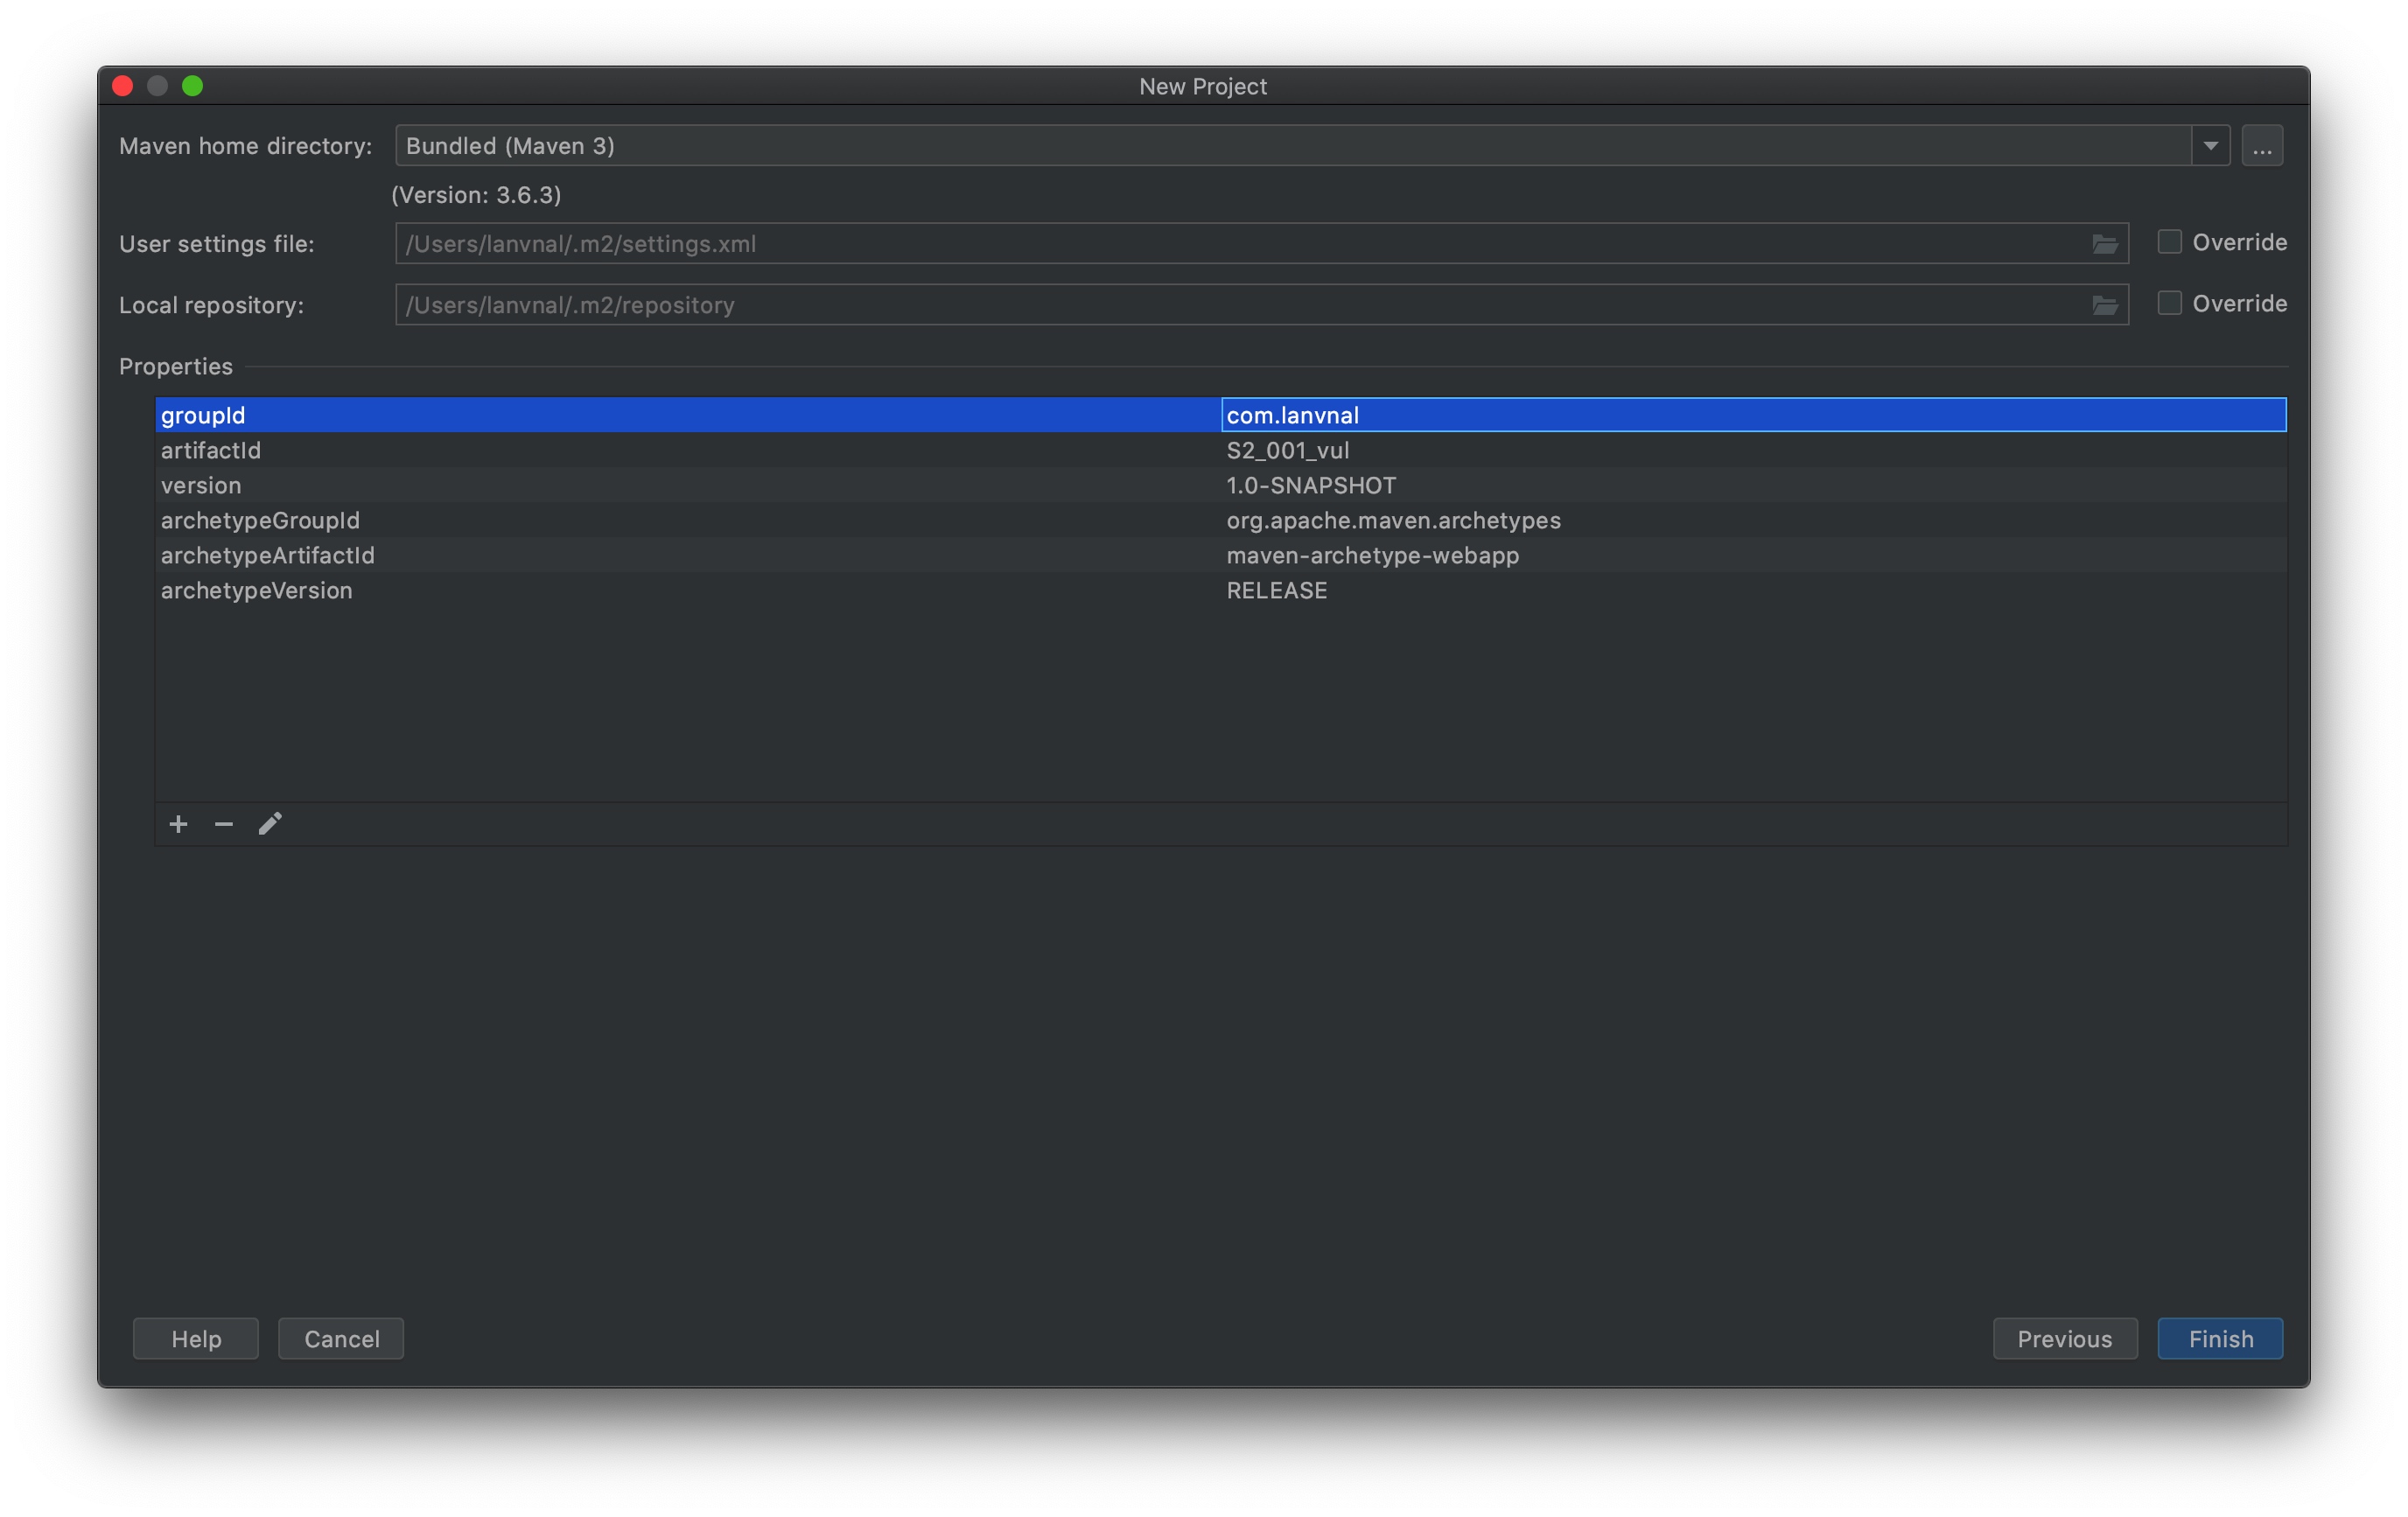 New Project
Maven home directory: Bundled (Maven 3) ...
(Version: 3.6.3)
User settings file: /Users/lanvnal/.m2/settings.xml Override
Local repository: /Users/lanvnal/.m2/repository Override
Properties
groupId com.lanvnal
artifactId S2_001_vul
version 1.0-SNAPSHOT
archetypeGroupId org.apache.maven.archetypes
archetypeArtifactId maven-archetype-webapp
archetypeVersion RELEASE
Help Cancel Previous Finish